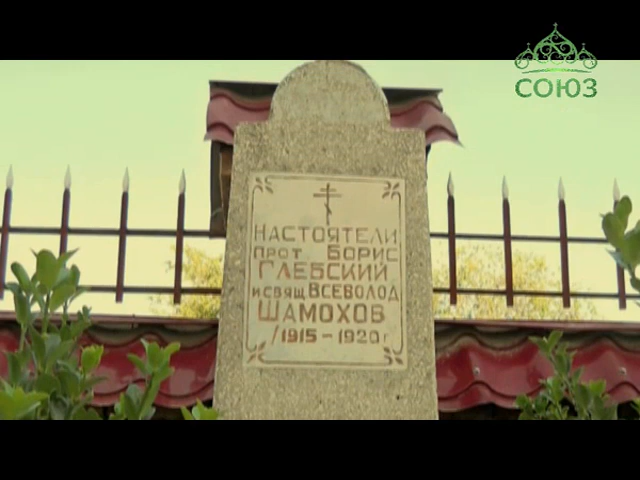 СОЮЗ
НАСТОЯТЕЛИ
ПРОТ БОРИС
ГЛЕБСКИЙ
И СВЯЩ ВСЕВОЛОД
ШАМОХОВ
/1915 – 1920 г